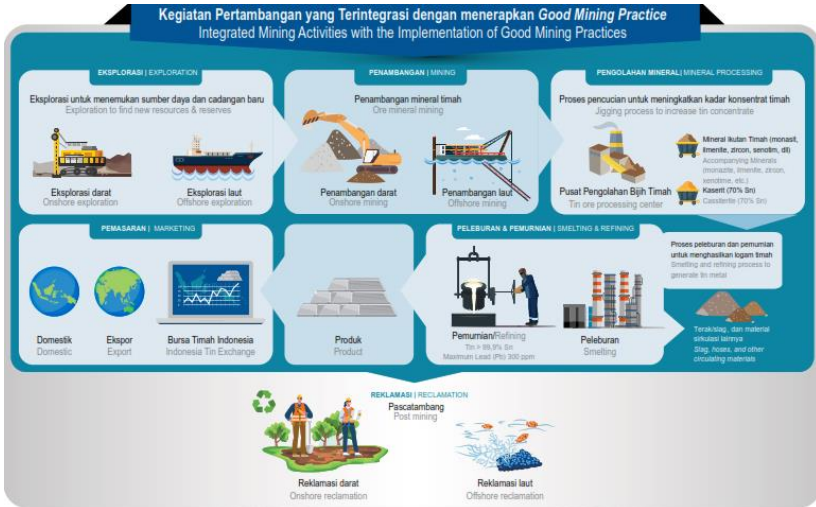 Kegiatan Pertambangan yang Terintegrasi dengan menerapkan Good Mining Practice
Integrated Mining Activities with the Implementation of Good Mining Practices
EKSPLORASI | EXPLORATION
Eksplorasi untuk menemukan sumber daya dan cadangan baru
Exploration to find new resources & reserves
Eksplorasi darat
Onshore exploration
Eksplorasi laut
Offshore exploration
PENAMBANGAN | MINING
Penambangan mineral timah
Ore mineral mining
Penambangan darat
Onshore mining
Penambangan laut
Offshore mining
PENGOLAHAN MINERAL| MINERAL PROCESSING
Proses pencucian untuk meningkatkan kadar konsentrat timah
Jigging process to increase tin concentrate
Pusat Pengolahan Bijih Timah
Tin ore processing center
Mineral Ikutan Timah (monasit,
ilmenite, zircon, senotim, dll)
Accompanying Minerals
(monazite, ilmenite, zircon,
xenotime, etc.)
Kasiterit (70% Sn)
Cassiterite (70% Sn)
PEMASARAN | MARKETING
Domestik
Domestic
Ekspor
Export
Bursa Timah Indonesia
Indonesia Tin Exchange
Produk
Product
PELEBURAN & PEMURNIAN | SMELTING & REFINING
Pemurnian/Refining
Tin > 99,9% Sn
Maximum Lead (Pb) 300 ppm
Peleburan
Smelting
Proses peleburan dan pemurnian
untuk menghasilkan logam timah
Smelting and refining process to
generate tin metal
Terak/slag, dan material
sirkulasi lainnya
Slag, hoses, and other
circulating materials
REKLAMASI | RECLAMATION
Pascatambang
Post mining
Reklamasi darat
Onshore reclamation
Reklamasi laut
Offshore reclamation